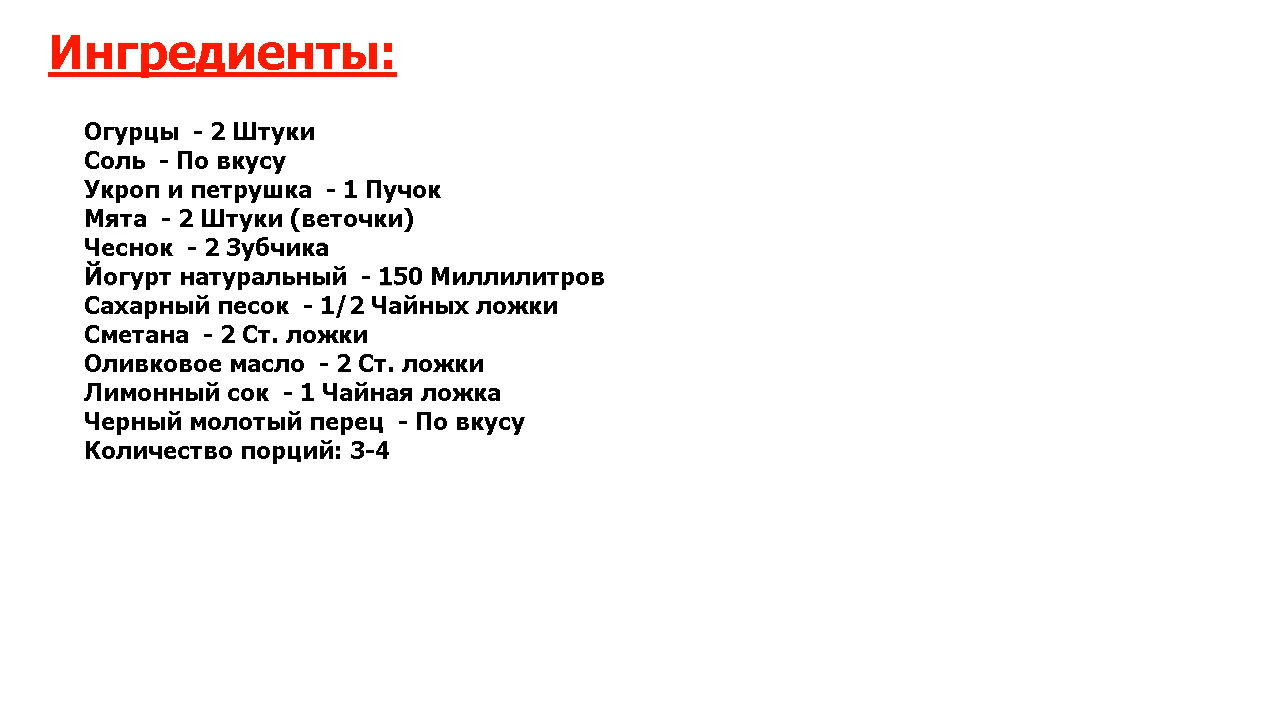 Ингредиенты:
Огурцы - 2 Штуки
Соль - По вкусу
Укроп и петрушка - 1 Пучок
Мята - 2 Штуки (веточки)
Чеснок - 2 Зубчика
Йогурт натуральный - 150 Миллилитров
Сахарный песок - 1/2 Чайных ложки
Сметана - 2 Ст. ложки
Оливковое масло - 2 Ст. ложки
Лимонный сок - 1 Чайная ложка
Черный молотый перец - По вкусу
Количество порций: 3-4